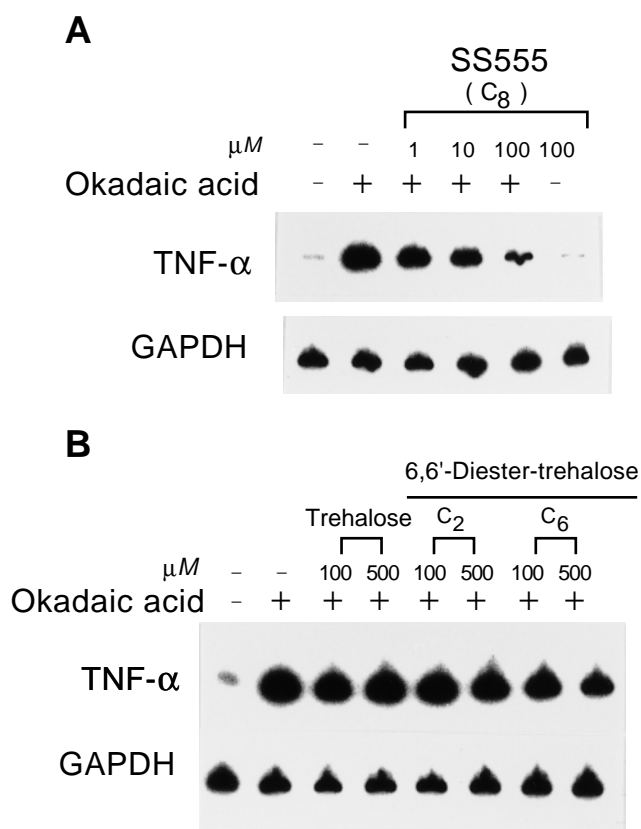 A
SS555
( C8 )
μM – – 1 10 100 100
Okadaic acid – + + + + –
TNF-α
GAPDH
B
6,6'-Diester-trehalose
Trehalose C2 C6
μM – – 100 500 100 500 100 500
Okadaic acid – + + + + + + +
TNF-α
GAPDH